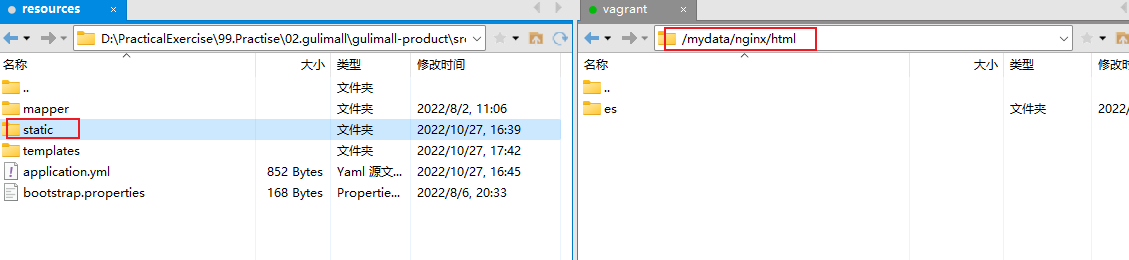 resources
D:\PracticalExercise\99.Practise\02.gulimall\gulimall-product\src
名称 大小 类型 修改时间
.. 文件夹
mapper 文件夹 2022/8/2, 11:06
static 文件夹 2022/10/27, 16:39
templates 文件夹 2022/10/27, 17:42
application.yml 852 Bytes Yaml 源文... 2022/10/27, 16:45
bootstrap.properties 168 Bytes Propertie... 2022/8/6, 20:33
vagrant
/mydata/nginx/html
名称 大小 类型 修改时间
..
es 文件夹 2022/